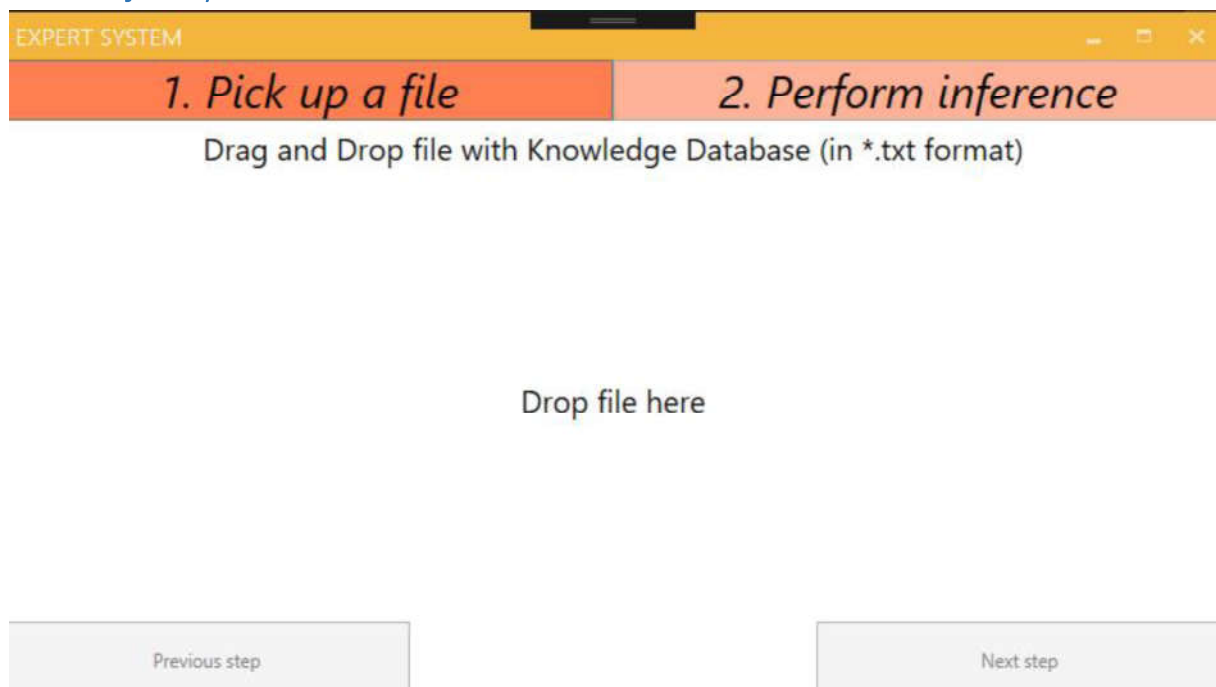 EXPERT SYSTEM
1. Pick up a file
2. Perform inference
Drag and Drop file with Knowledge Database (in *.txt format)
Drop file here
Previous step
Next step